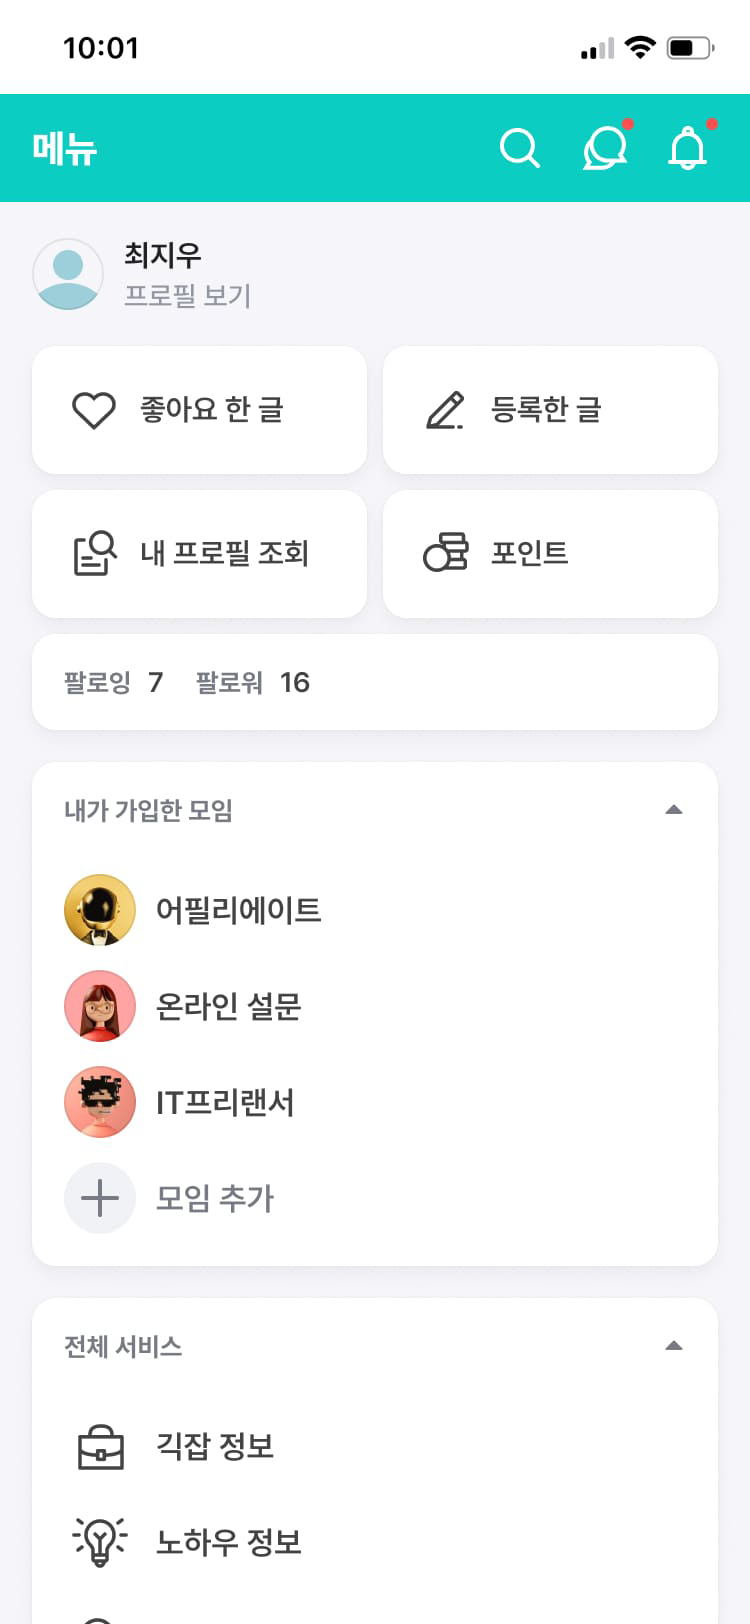 10:01
메뉴
최지우
프로필 보기
좋아요 한 글
등록한 글
내 프로필 조회
포인트
팔로잉 7 팔로워 16
내가 가입한 모임
어필리에이트
온라인 설문
IT프리랜서
모임 추가
전체 서비스
긱잡 정보
노하우 정보